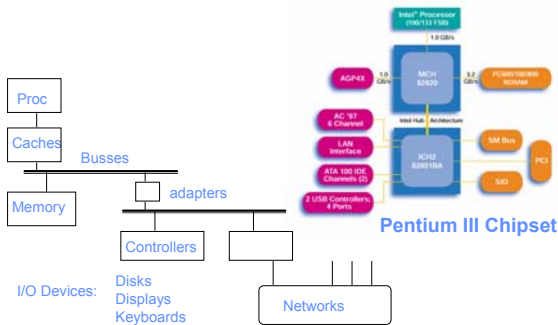 Proc
Caches
Busses
Memory
adapters
Controllers
I/O Devices:
Disks
Displays
Keyboards
Networks
Intel® Processor
(100/133 FSB)
1.0 GB/s
AGP4X
1.0
GB/s
MCH
82820
3.2
GB/s
PC600/700/800
RDRAM
Intel Hub Architecture
AC '97
6 Channel
LAN
Interface
ATA 100 IDE
Channels (2)
2 USB Controllers;
4 Ports
ICH2
82801BA
SM Bus
PCI
SIO
Pentium III Chipset